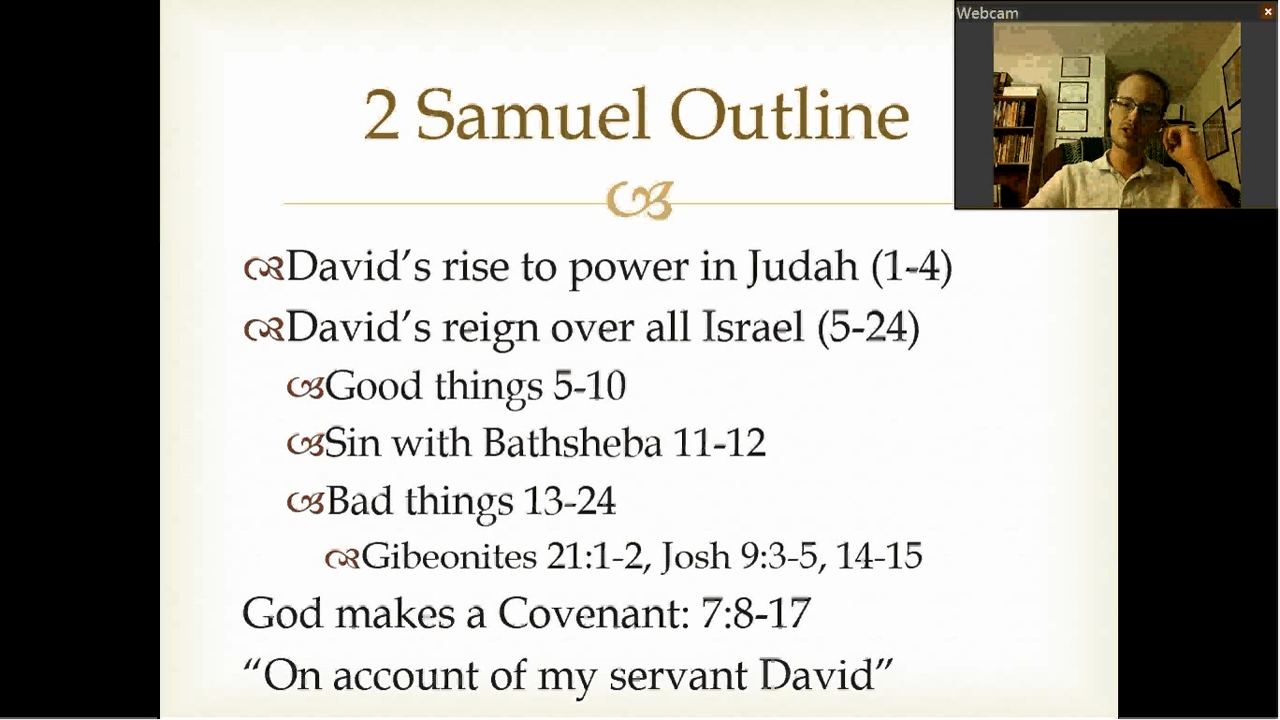 Webcam
2 Samuel Outline
David’s rise to power in Judah (1-4)
David’s reign over all Israel (5-24)
Good things 5-10
Sin with Bathsheba 11-12
Bad things 13-24
Gibeonites 21:1-2, Josh 9:3-5, 14-15
God makes a Covenant: 7:8-17
“On account of my servant David”